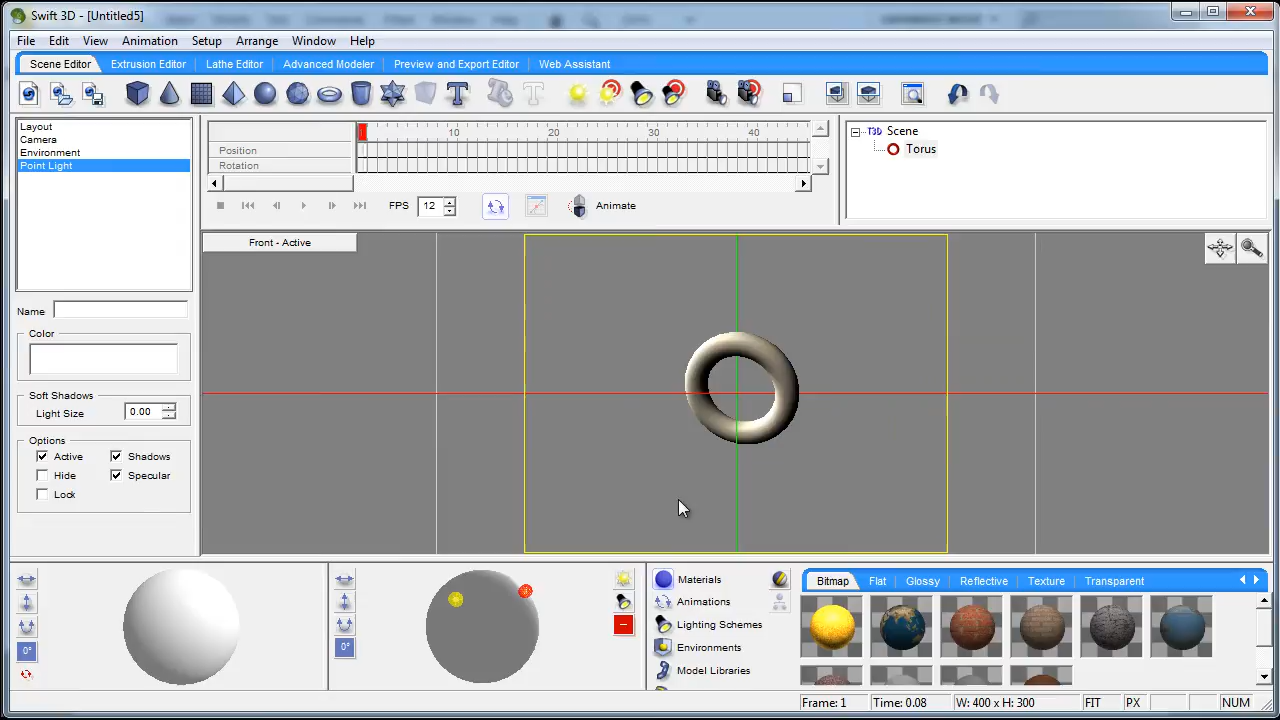 Swift 3D - [Untitled5]
File Edit View Animation Setup Arrange Window Help
Scene Editor Extrusion Editor Lathe Editor Advanced Modeler Preview and Export Editor Web Assistant
Layout
Camera
Environment
Point Light
10 20 30 40
Position
Rotation
FPS 12 Animate
Scene
Torus
Front - Active
Name
Color
Soft Shadows
Light Size 0.00
Options
Active Shadows
Hide Specular
Lock
0°
0°
Materials
Animations
Lighting Schemes
Environments
Model Libraries
Bitmap Flat Glossy Reflective Texture Transparent
Frame: 1 Time: 0.08 W: 400 x H: 300 FIT PX NUM